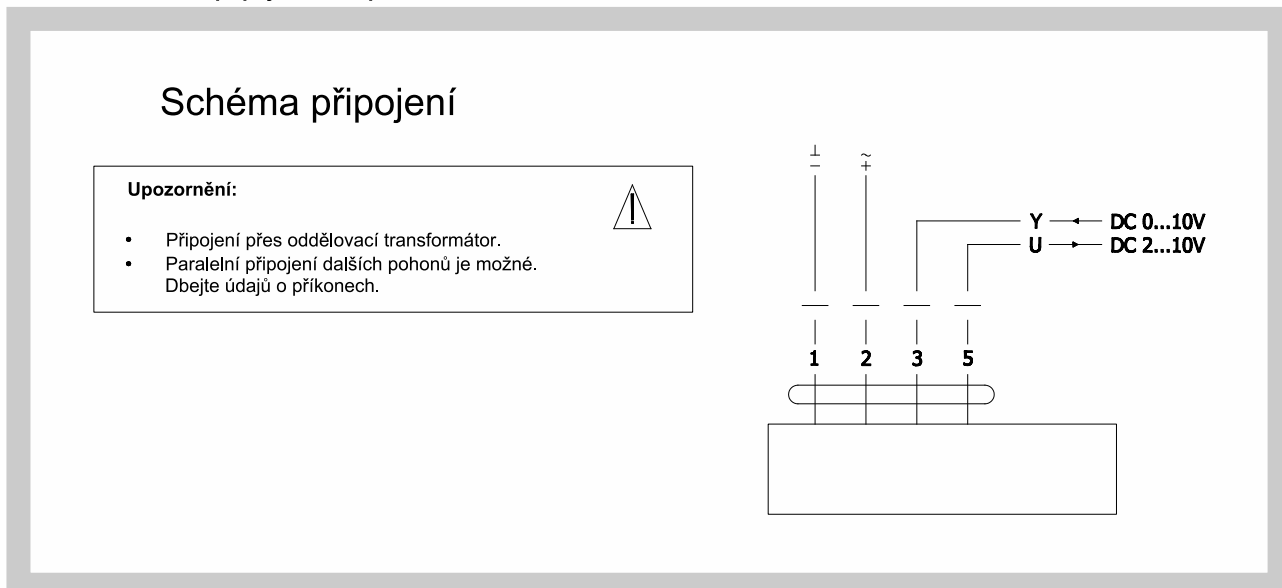 Schéma připojení
Upozornění:
• Připojení přes oddělovací transformátor.
• Paralelní připojení dalších pohonů je možné.
Dbejte údajů o příkonech.
⊥ ~
− +
Y DC 0...10V
U DC 2...10V
1 2 3 5